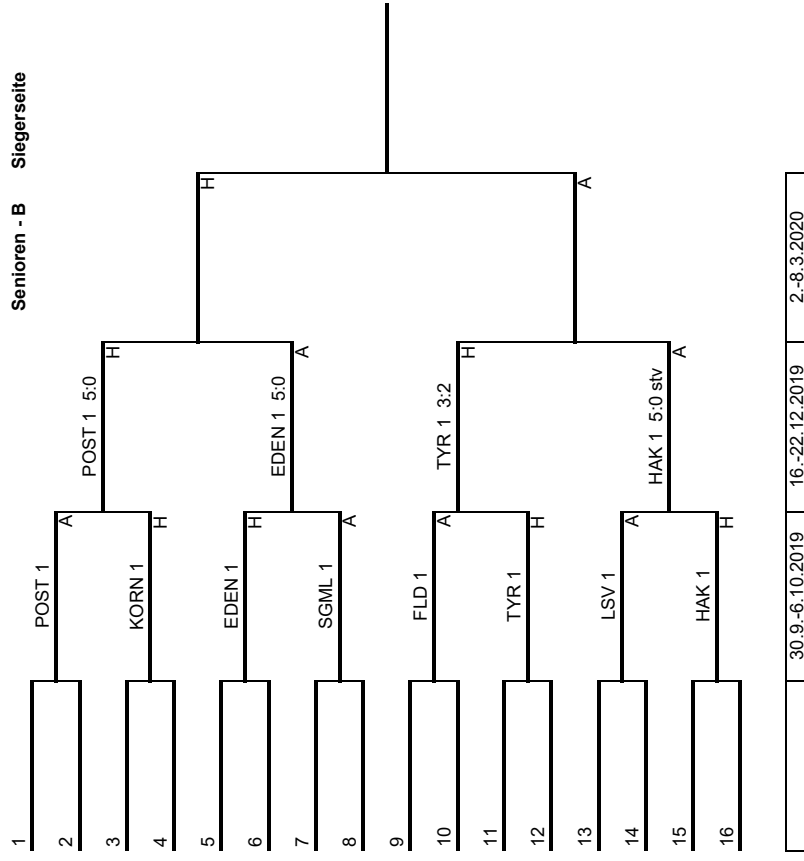 Senioren - B Siegerseite
1
2
3
4
5
6
7
8
9
10
11
12
13
14
15
16
POST 1
A
KORN 1
H
EDEN 1
H
SGML 1
A
FLD 1
A
TYR 1
H
LSV 1
A
HAK 1
H
POST 1 5:0
H
EDEN 1 5:0
A
TYR 1 3:2
H
HAK 1 5:0 stv
A
H
A
30.9.-6.10.2019
16.-22.12.2019
2.-8.3.2020